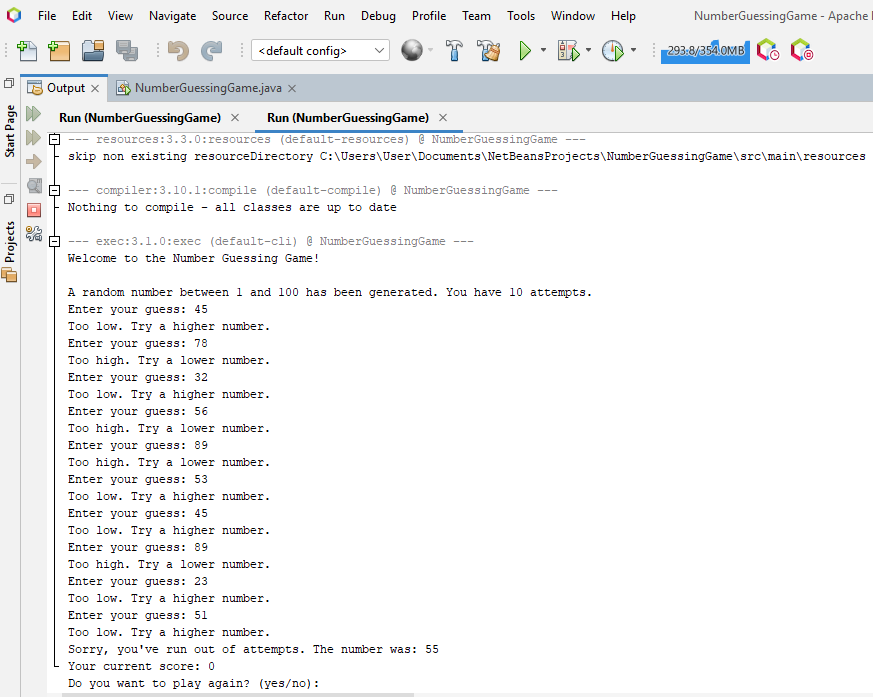 File Edit View Navigate Source Refactor Run Debug Profile Team Tools Window Help NumberGuessingGame - Apache
<default config> 293.8/354.0MB
Output NumberGuessingGame.java
Run (NumberGuessingGame) Run (NumberGuessingGame)
Start Page
Projects
--- resources:3.3.0:resources (default-resources) @ NumberGuessingGame ---
skip non existing resourceDirectory C:\Users\User\Documents\NetBeansProjects\NumberGuessingGame\src\main\resources
--- compiler:3.10.1:compile (default-compile) @ NumberGuessingGame ---
Nothing to compile - all classes are up to date
--- exec:3.1.0:exec (default-cli) @ NumberGuessingGame ---
Welcome to the Number Guessing Game!
A random number between 1 and 100 has been generated. You have 10 attempts.
Enter your guess: 45
Too low. Try a higher number.
Enter your guess: 78
Too high. Try a lower number.
Enter your guess: 32
Too low. Try a higher number.
Enter your guess: 56
Too high. Try a lower number.
Enter your guess: 89
Too high. Try a lower number.
Enter your guess: 53
Too low. Try a higher number.
Enter your guess: 45
Too low. Try a higher number.
Enter your guess: 89
Too high. Try a lower number.
Enter your guess: 23
Too low. Try a higher number.
Enter your guess: 51
Too low. Try a higher number.
Sorry, you've run out of attempts. The number was: 55
Your current score: 0
Do you want to play again? (yes/no):